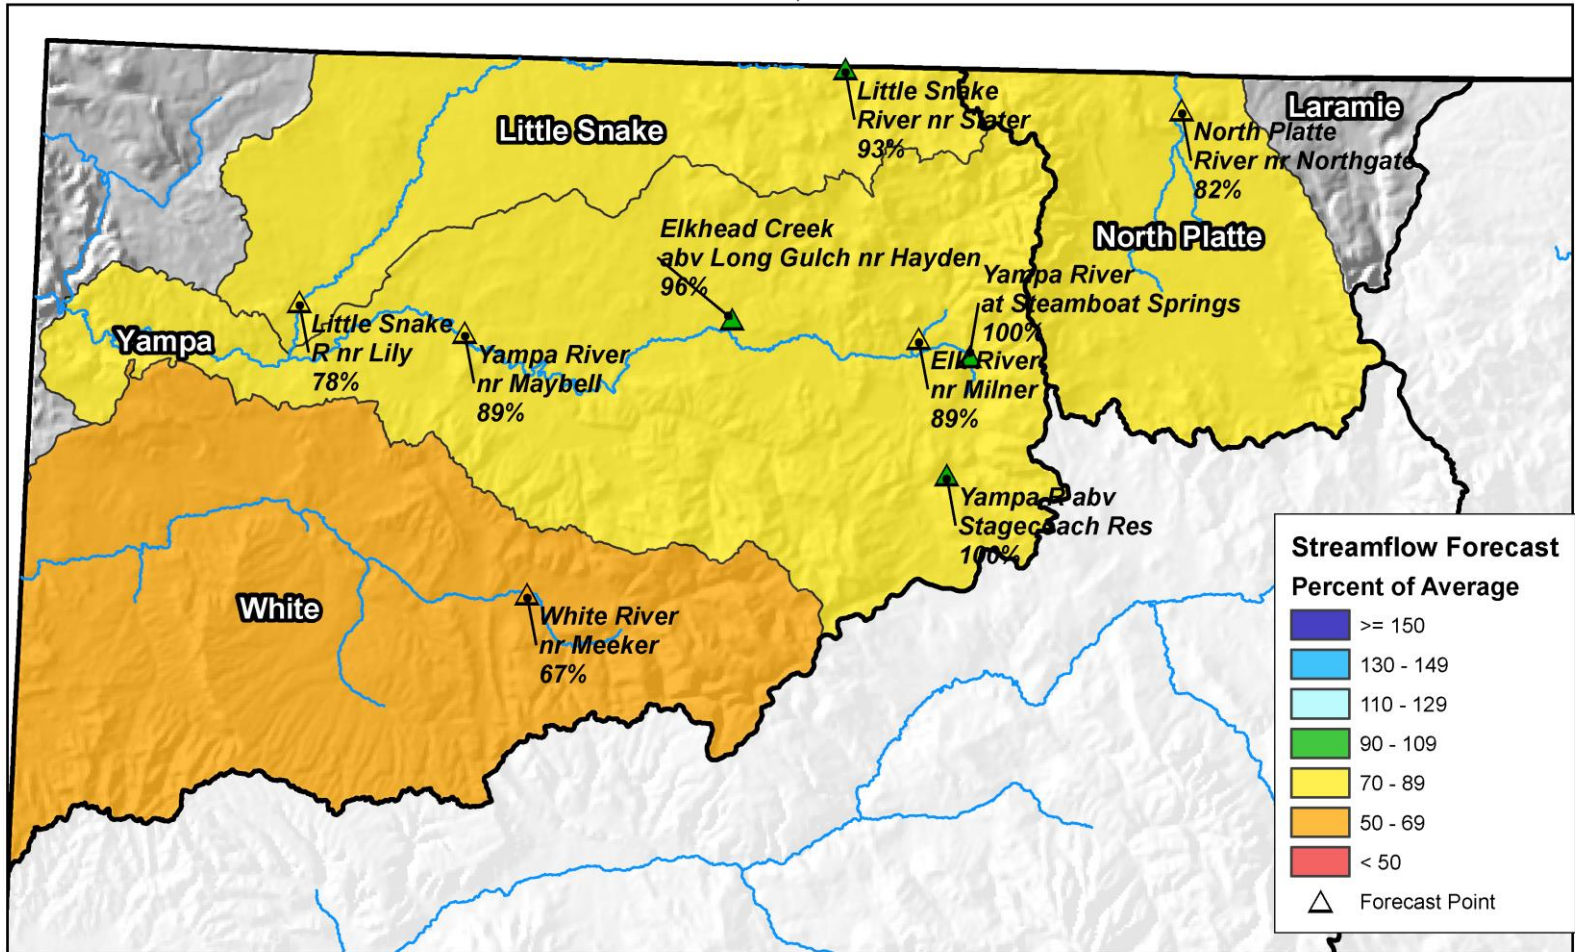 Little Snake
Little Snake
River nr Slater
93%
Laramie
North Platte
River nr Northgate
82%
North Platte
Elkhead Creek
abv Long Gulch nr Hayden
96%
Yampa River
at Steamboat Springs
100%
Yampa
Little Snake
R nr Lily
78%
Yampa River
nr Maybell
89%
Elk River
nr Milner
89%
Yampa R abv
Stagecoach Res
100%
White
White River
nr Meeker
67%
Streamflow Forecast
Percent of Average
>= 150
130 - 149
110 - 129
90 - 109
70 - 89
50 - 69
< 50
Forecast Point